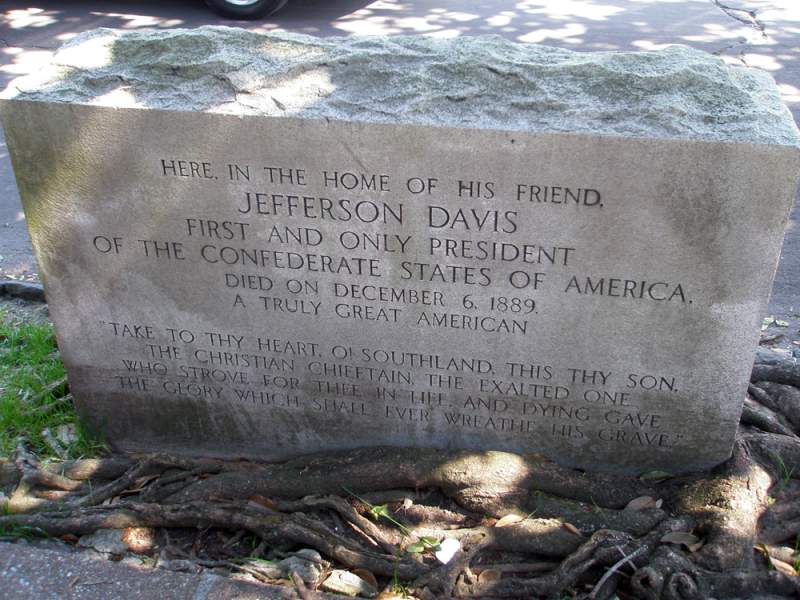 HERE, IN THE HOME OF HIS FRIEND,
JEFFERSON DAVIS
FIRST AND ONLY PRESIDENT
OF THE CONFEDERATE STATES OF AMERICA,
DIED ON DECEMBER 6, 1889.
A TRULY GREAT AMERICAN
"TAKE TO THY HEART, O! SOUTHLAND, THIS THY SON,
THE CHRISTIAN CHIEFTAIN, THE EXALTED ONE
WHO STROVE FOR THEE IN LIFE, AND DYING GAVE
THE GLORY WHICH SHALL EVER WREATHE HIS GRAVE."